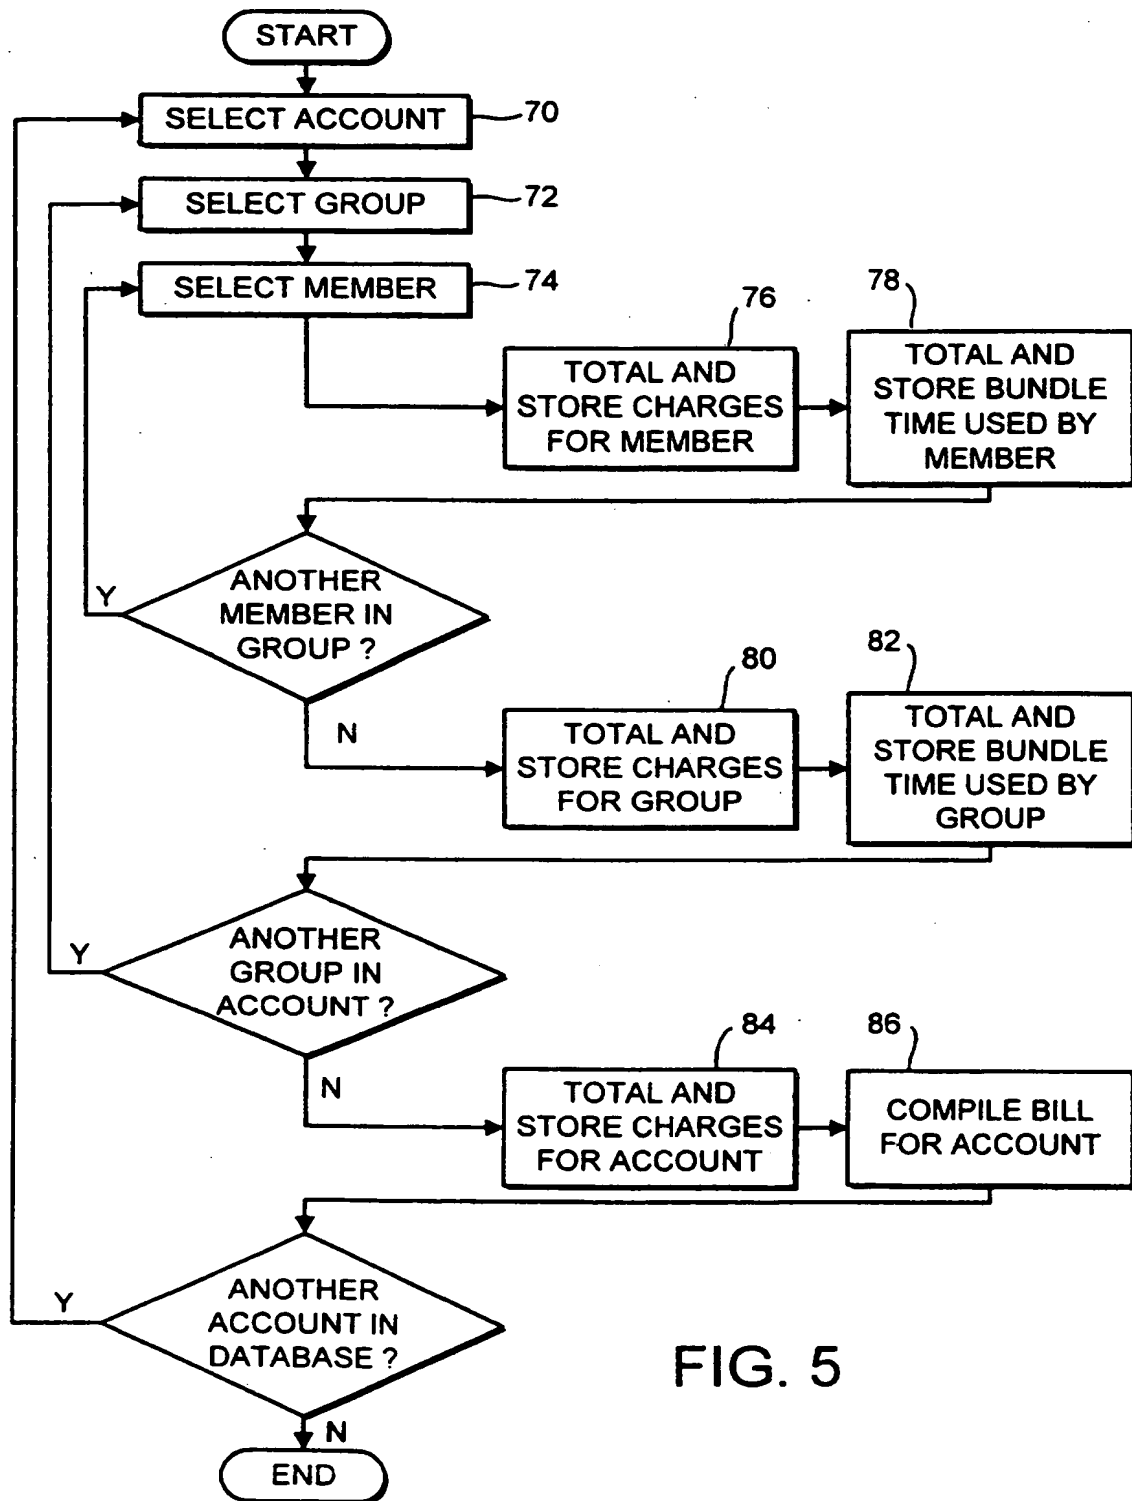 START
SELECT ACCOUNT
70
SELECT GROUP
72
SELECT MEMBER
74
76
TOTAL AND
STORE CHARGES
FOR MEMBER
78
TOTAL AND
STORE BUNDLE
TIME USED BY
MEMBER
ANOTHER
MEMBER IN
GROUP ?
Y
N
80
TOTAL AND
STORE CHARGES
FOR GROUP
82
TOTAL AND
STORE BUNDLE
TIME USED BY
GROUP
ANOTHER
GROUP IN
ACCOUNT ?
Y
N
84
TOTAL AND
STORE CHARGES
FOR ACCOUNT
86
COMPILE BILL
FOR ACCOUNT
ANOTHER
ACCOUNT IN
DATABASE ?
Y
N
END
FIG. 5